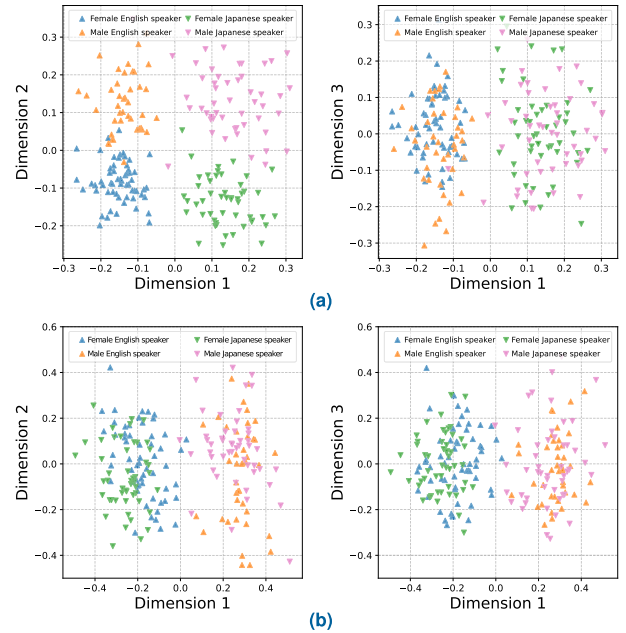 Female English speaker Female Japanese speaker
Male English speaker Male Japanese speaker
0.3
0.2
0.1
0.0
−0.1
−0.2
Dimension 2
−0.3 −0.2 −0.1 0.0 0.1 0.2 0.3
Dimension 1
Female English speaker Female Japanese speaker
Male English speaker Male Japanese speaker
0.3
0.2
0.1
0.0
−0.1
−0.2
−0.3
Dimension 3
−0.3 −0.2 −0.1 0.0 0.1 0.2 0.3
Dimension 1
(a)
Female English speaker Female Japanese speaker
Male English speaker Male Japanese speaker
0.6
0.4
0.2
0.0
−0.2
−0.4
Dimension 2
−0.4 −0.2 0.0 0.2 0.4
Dimension 1
Female English speaker Female Japanese speaker
Male English speaker Male Japanese speaker
0.6
0.4
0.2
0.0
−0.2
−0.4
Dimension 3
−0.4 −0.2 0.0 0.2 0.4
Dimension 1
(b)